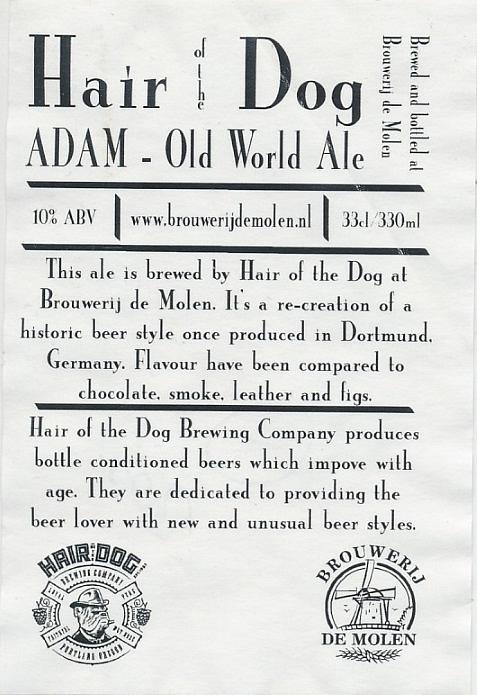 Hair of the Dog
Brewed and bottled at
Brouwerij de Molen
ADAM - Old World Ale
10% ABV
www.brouwerijdemolen.nl
33cl/330ml
This ale is brewed by Hair of the Dog at
Brouwerij de Molen. It's a re-creation of a
historic beer style once produced in Dortmund,
Germany. Flavour have been compared to
chocolate, smoke, leather and figs.
Hair of the Dog Brewing Company produces
bottle conditioned beers which impove with
age. They are dedicated to providing the
beer lover with new and unusual beer styles.
HAIR OF THE DOG
BREWING COMPANY
PORTLAND OREGON
BROUWERIJ
DE MOLEN